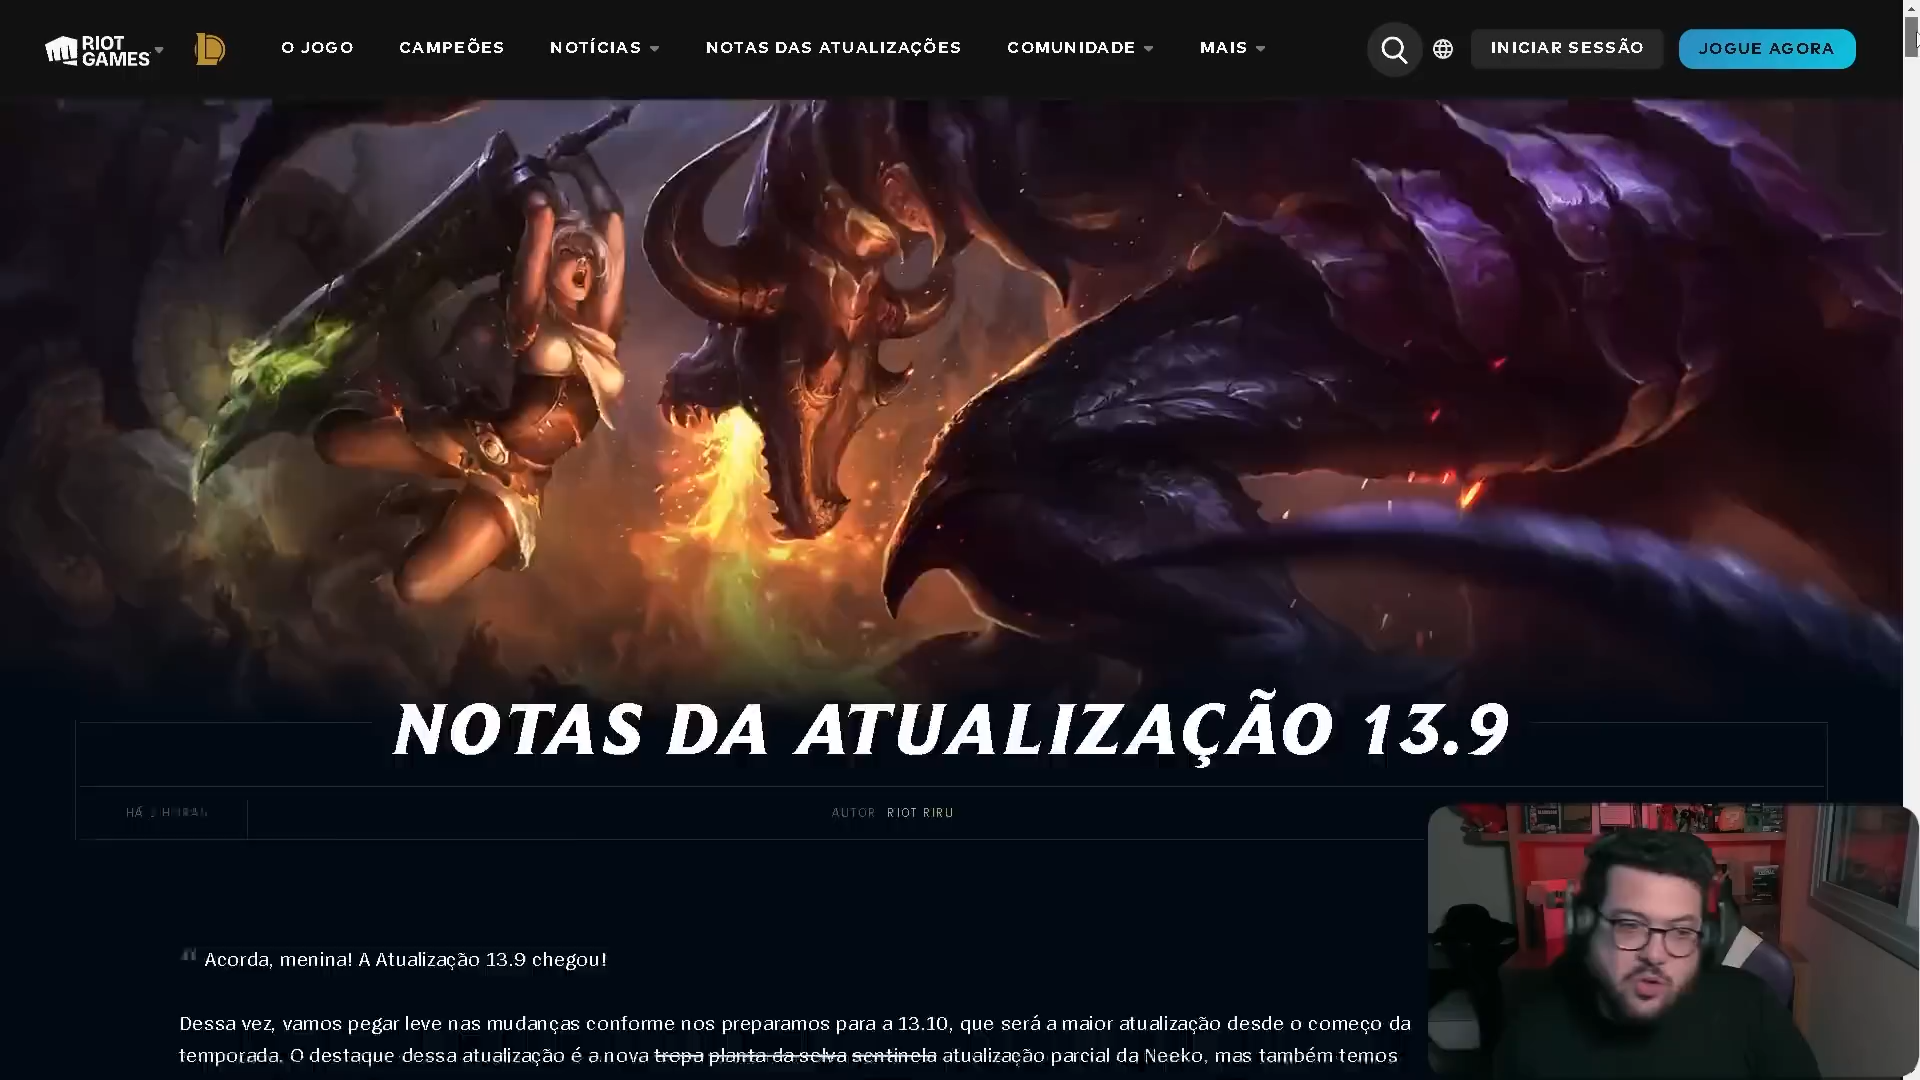 RIOT GAMES
O JOGO CAMPEÕES NOTÍCIAS NOTAS DAS ATUALIZAÇÕES COMUNIDADE MAIS INICIAR SESSÃO JOGUE AGORA
NOTAS DA ATUALIZAÇÃO 13.9
HÁ AUTOR RIOT RIRU
Acorda, menina! A Atualização 13.9 chegou!
Dessa vez, vamos pegar leve nas mudanças conforme nos preparamos para a 13.10, que será a maior atualização desde o começo da
temporada. O destaque dessa atualização é a nova tropa planta da selva sentinela atualização parcial da Neeko, mas também temos